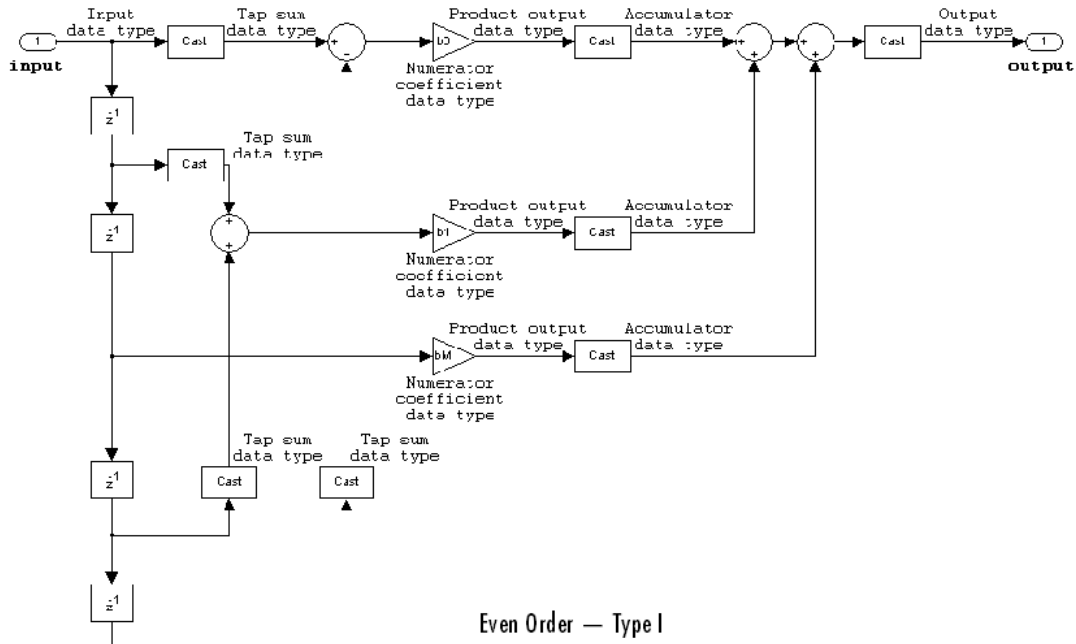 Input
data type
Tap sum
data type
Product output
data type
Accumulator
data type
Output
data type
1
input
Cast
+
-
b0
Cast
+
+
+
+
Cast
1
output
Numerator
coefficient
data type
z-1
Tap sum
data type
Cast
Product output
data type
Accumulator
data type
z-1
+
+
b1
Cast
Numerator
coefficient
data type
Product output
data type
Accumulator
data type
bM
Cast
Numerator
coefficient
data type
Tap sum
data type
Tap sum
data type
z-1
Cast
Cast
z-1
Even Order — Type I